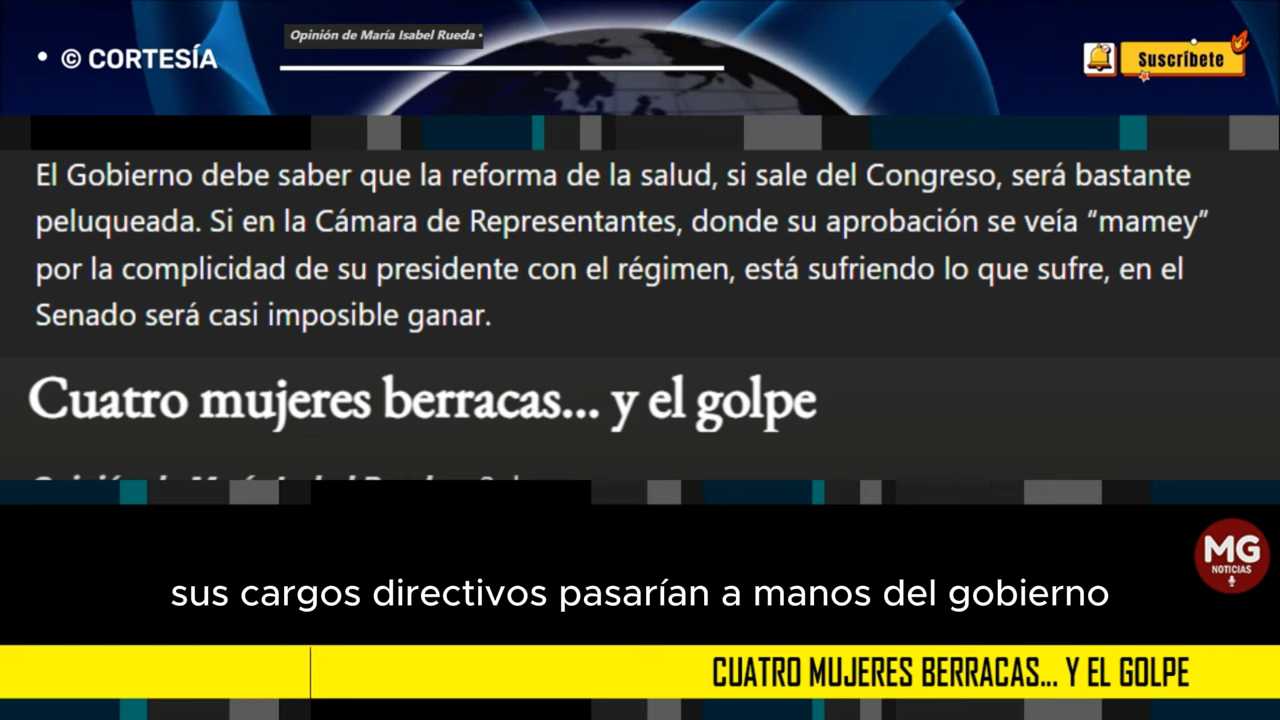 Opinión de María Isabel Rueda •
• © CORTESÍA
Suscríbete
El Gobierno debe saber que la reforma de la salud, si sale del Congreso, será bastante
peluqueada. Si en la Cámara de Representantes, donde su aprobación se veía “mamey”
por la complicidad de su presidente con el régimen, está sufriendo lo que sufre, en el
Senado será casi imposible ganar.
Cuatro mujeres berracas... y el golpe
MG
NOTICIAS
sus cargos directivos pasarían a manos del gobierno
CUATRO MUJERES BERRACAS... Y EL GOLPE